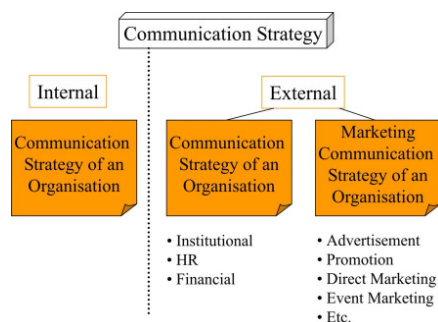 Communication Strategy
Internal
External
Communication
Strategy of an
Organisation
Communication
Strategy of an
Organisation
Marketing
Communication
Strategy of an
Organisation
• Institutional
• HR
• Financial
• Advertisement
• Promotion
• Direct Marketing
• Event Marketing
• Etc.